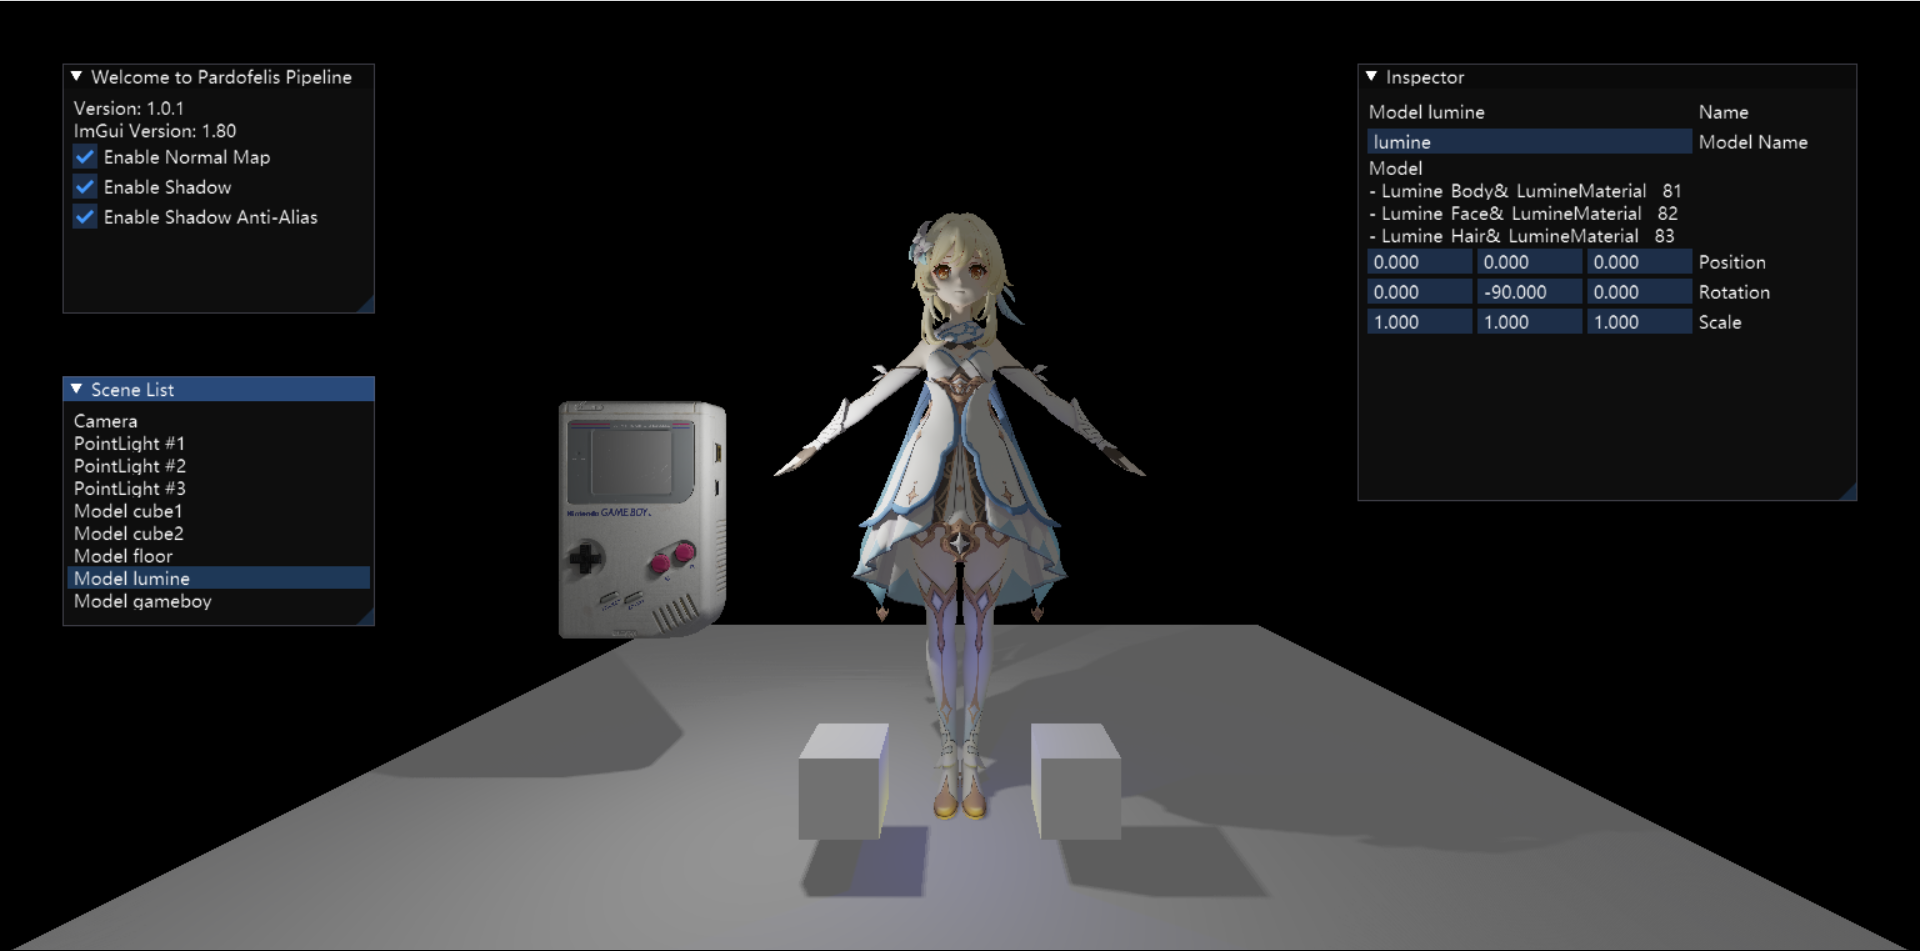 Welcome to Pardofelis Pipeline
Version: 1.0.1
ImGui Version: 1.80
Enable Normal Map
Enable Shadow
Enable Shadow Anti-Alias
Scene List
Camera
PointLight #1
PointLight #2
PointLight #3
Model cube1
Model cube2
Model floor
Model lumine
Model gameboy
Nintendo GAME BOY
Inspector
Model lumine Name
lumine Model Name
Model
- Lumine Body& LumineMaterial 81
- Lumine Face& LumineMaterial 82
- Lumine Hair& LumineMaterial 83
0.000 0.000 0.000 Position
0.000 -90.000 0.000 Rotation
1.000 1.000 1.000 Scale